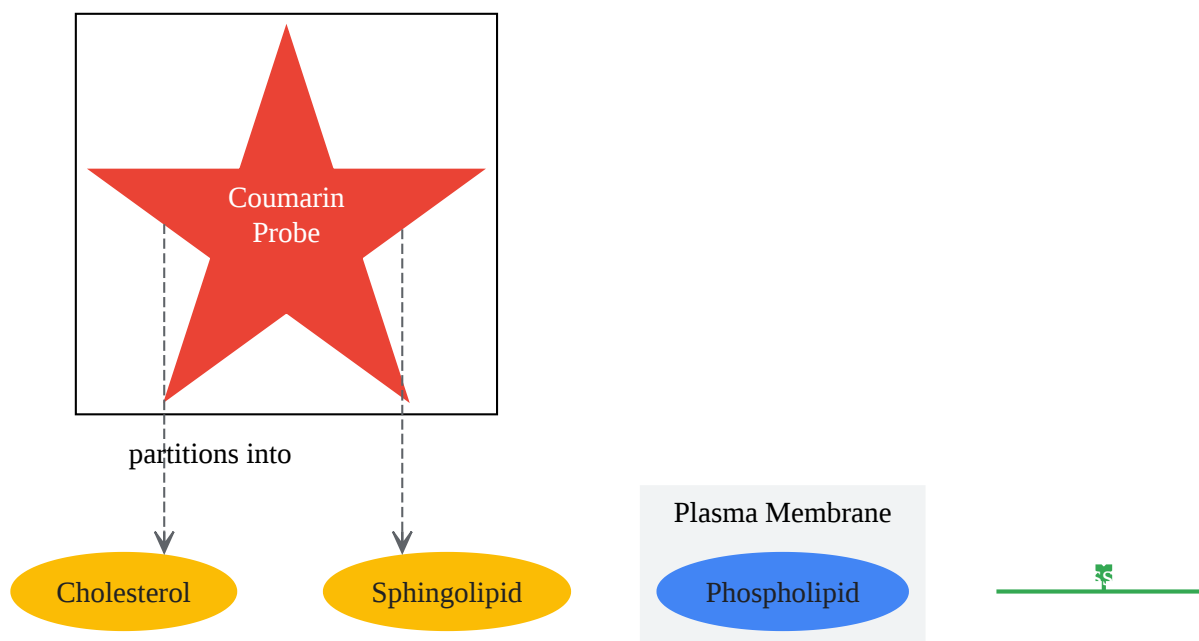 Coumarin
Probe
partitions into
Plasma Membrane
Cholesterol
Sphingolipid
Phospholipid